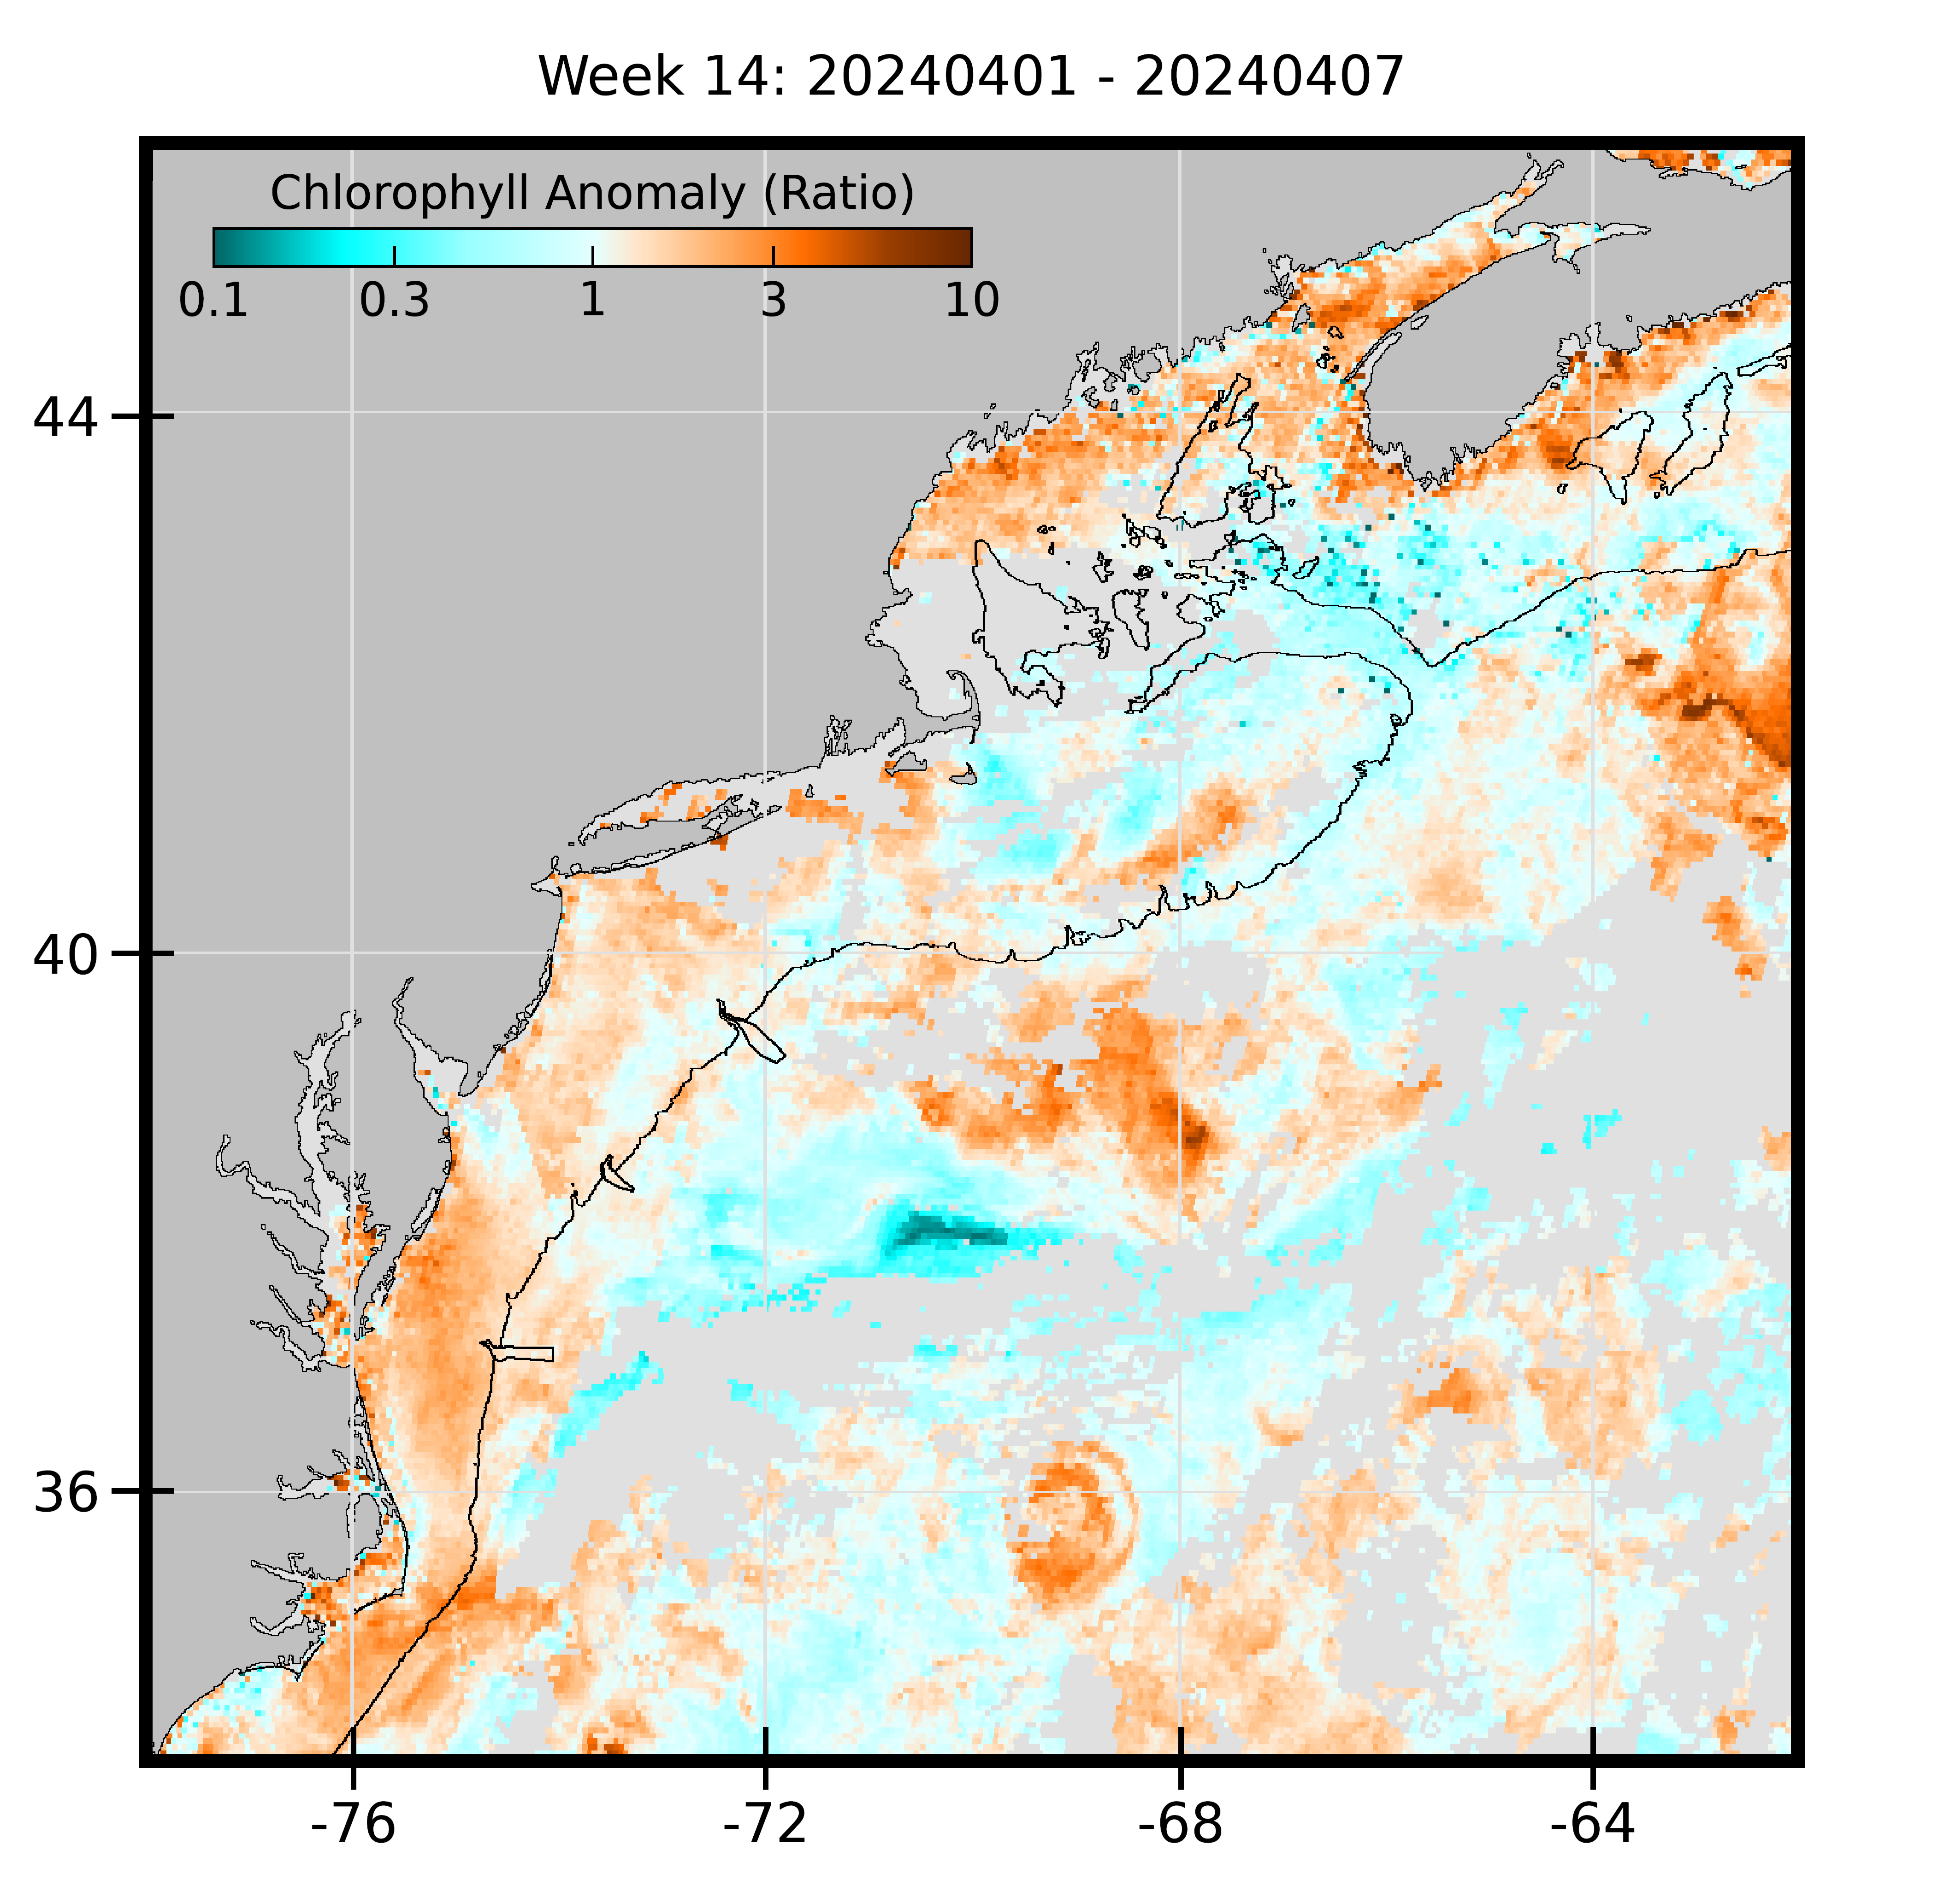 Week 14: 20240401 - 20240407
Chlorophyll Anomaly (Ratio)
0.1 0.3 1 3 10
44
40
36
-76 -72 -68 -64